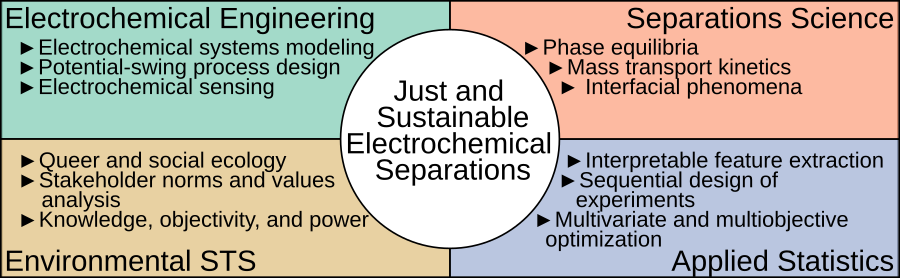 Electrochemical Engineering
►Electrochemical systems modeling
►Potential-swing process design
►Electrochemical sensing
Separations Science
►Phase equilibria
►Mass transport kinetics
► Interfacial phenomena
Just and
Sustainable
Electrochemical
Separations
►Queer and social ecology
►Stakeholder norms and values
analysis
►Knowledge, objectivity, and power
Environmental STS
►Interpretable feature extraction
►Sequential design of
experiments
►Multivariate and multiobjective
optimization
Applied Statistics